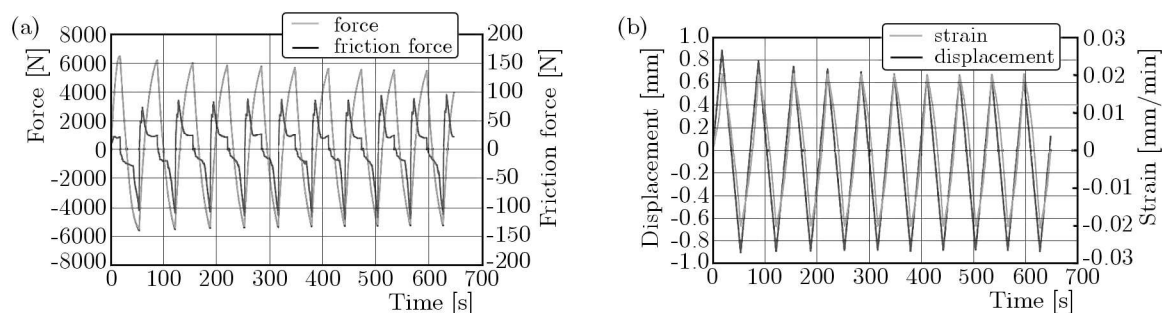 (a)
force
friction force
Force [N]
8000
6000
4000
2000
0
-2000
-4000
-6000
-8000
Friction force [N]
200
150
100
50
0
-50
-100
-150
-200
0 100 200 300 400 500 600 700
Time [s]
(b)
strain
displacement
Displacement [mm]
1.0
0.8
0.6
0.4
0.2
0
-0.2
-0.4
-0.6
-0.8
-1.0
Strain [mm/min]
0.03
0.02
0.01
0
-0.01
-0.02
-0.03
0 100 200 300 400 500 600 700
Time [s]